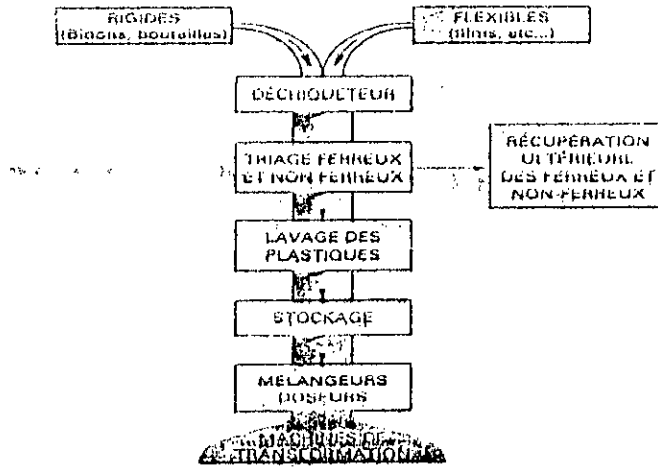 RIGIDES
(Bidons, bouteilles)
FLEXIBLES
(films, etc...)
DÉCHIQUETEUR
TRIAGE FERREUX
ET NON FERREUX
RÉCUPÉRATION
ULTÉRIEURE
DES FERREUX ET
NON-FERREUX
LAVAGE DES
PLASTIQUES
STOCKAGE
MÉLANGEURS
DOSEURS
MACHINES DE
TRANSFORMATION